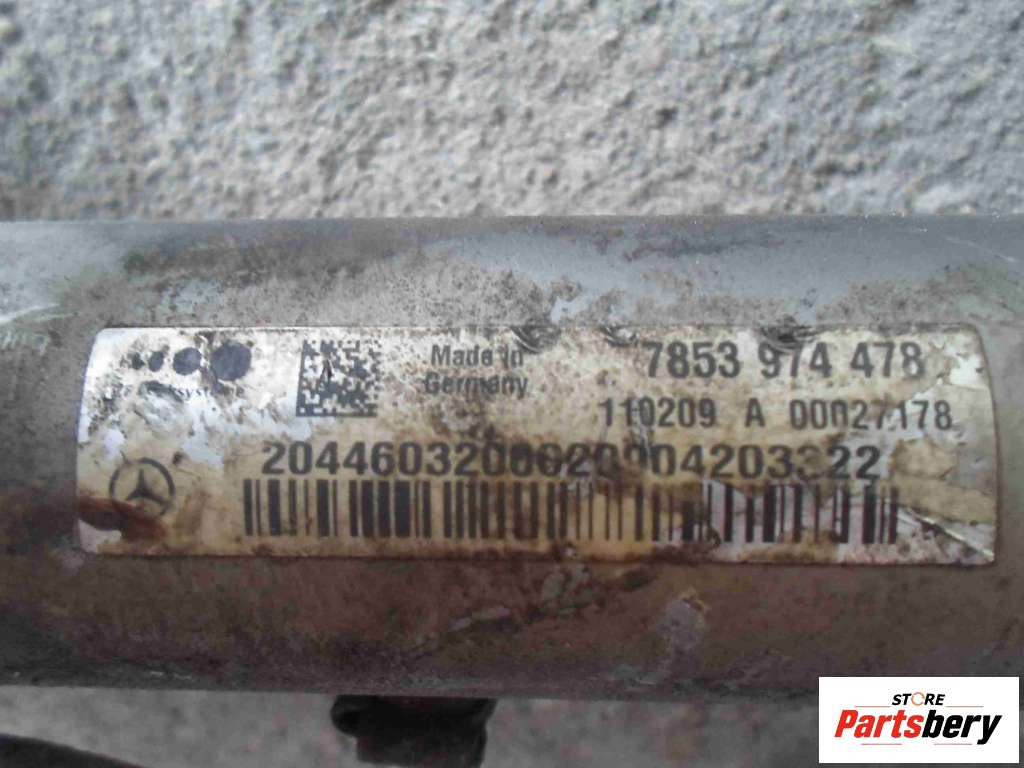 Made in
Germany
7853 974 478
110209 A 00027178
STORE
Partsbery